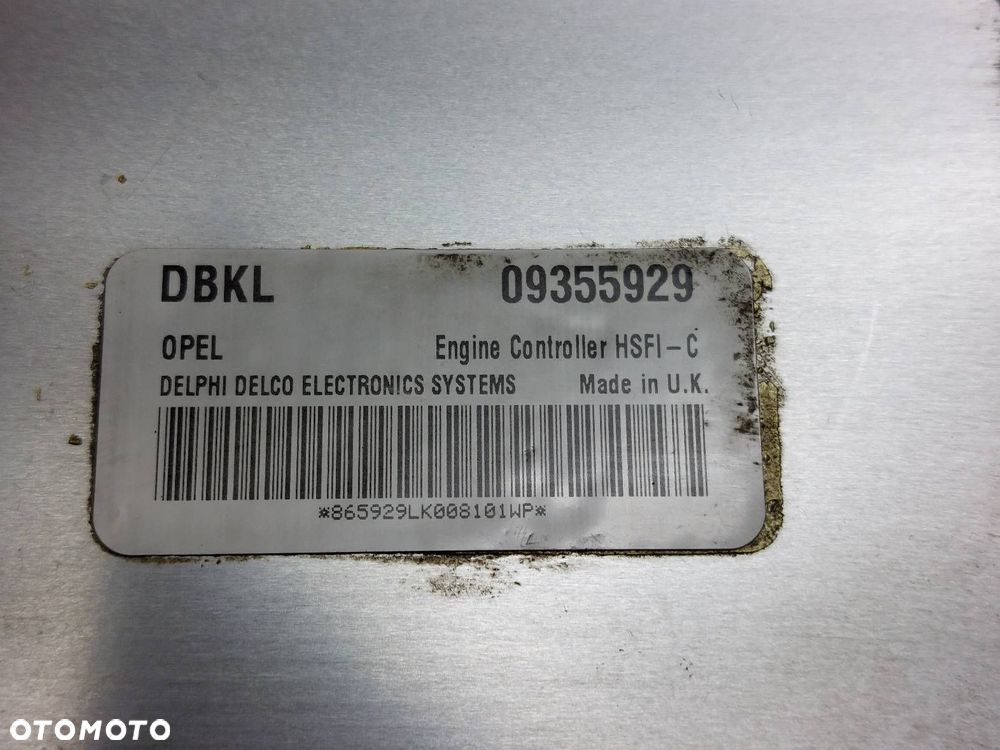 DBKL 09355929
OPEL Engine Controller HSFI-C
DELPHI DELCO ELECTRONICS SYSTEMS Made in U.K.
*865929LK008101WP*
OTOMOTO